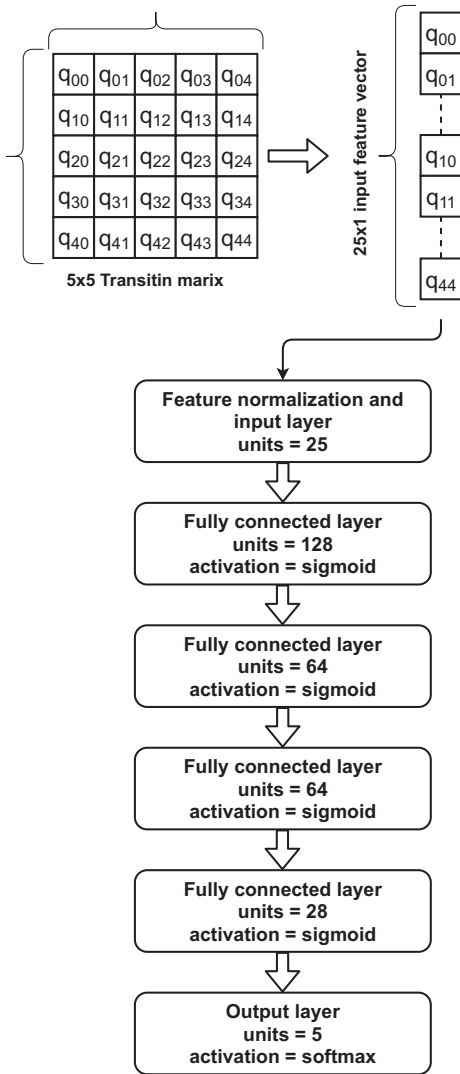 q00 q01 q02 q03 q04
q10 q11 q12 q13 q14
q20 q21 q22 q23 q24
q30 q31 q32 q33 q34
q40 q41 q42 q43 q44
5x5 Transitin marix
25x1 input feature vector
q00
q01
q10
q11
q44
Feature normalization and
input layer
units = 25
Fully connected layer
units = 128
activation = sigmoid
Fully connected layer
units = 64
activation = sigmoid
Fully connected layer
units = 64
activation = sigmoid
Fully connected layer
units = 28
activation = sigmoid
Output layer
units = 5
activation = softmax